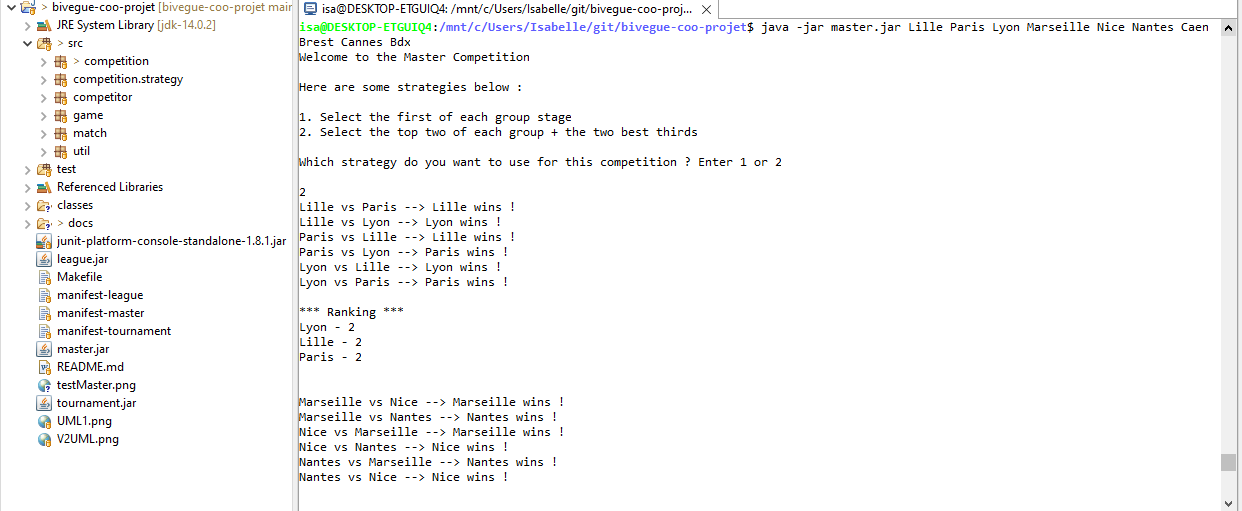 bivegue-coo-projet [bivegue-coo-projet main
JRE System Library [jdk-14.0.2]
> src
> competition
competition.strategy
competitor
game
match
util
test
Referenced Libraries
classes
> docs
junit-platform-console-standalone-1.8.1.jar
league.jar
Makefile
manifest-league
manifest-master
manifest-tournament
master.jar
README.md
testMaster.png
tournament.jar
UML1.png
V2UML.png
isa@DESKTOP-ETGUIQ4: /mnt/c/Users/Isabelle/git/bivegue-coo-proj...
isa@DESKTOP-ETGUIQ4:/mnt/c/Users/Isabelle/git/bivegue-coo-projet$ java -jar master.jar Lille Paris Lyon Marseille Nice Nantes Caen
Brest Cannes Bdx
Welcome to the Master Competition
Here are some strategies below :
1. Select the first of each group stage
2. Select the top two of each group + the two best thirds
Which strategy do you want to use for this competition ? Enter 1 or 2
2
Lille vs Paris --> Lille wins !
Lille vs Lyon --> Lyon wins !
Paris vs Lille --> Lille wins !
Paris vs Lyon --> Paris wins !
Lyon vs Lille --> Lyon wins !
Lyon vs Paris --> Paris wins !
*** Ranking ***
Lyon - 2
Lille - 2
Paris - 2
Marseille vs Nice --> Marseille wins !
Marseille vs Nantes --> Nantes wins !
Nice vs Marseille --> Marseille wins !
Nice vs Nantes --> Nice wins !
Nantes vs Marseille --> Nantes wins !
Nantes vs Nice --> Nice wins !